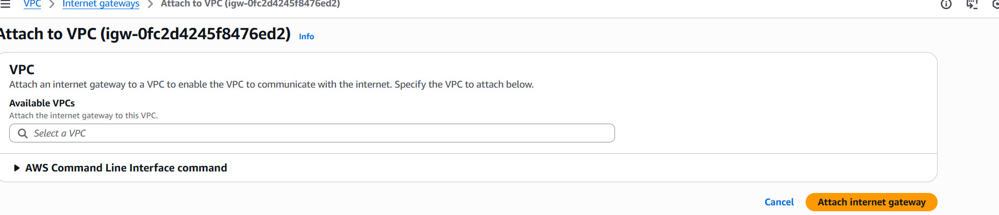 VPC > Internet gateways > Attach to VPC (igw-0fc2d4245f8476ed2)
Attach to VPC (igw-0fc2d4245f8476ed2) Info
VPC
Attach an internet gateway to a VPC to enable the VPC to communicate with the internet. Specify the VPC to attach below.
Available VPCs
Attach the internet gateway to this VPC.
Select a VPC
AWS Command Line Interface command
Cancel Attach internet gateway